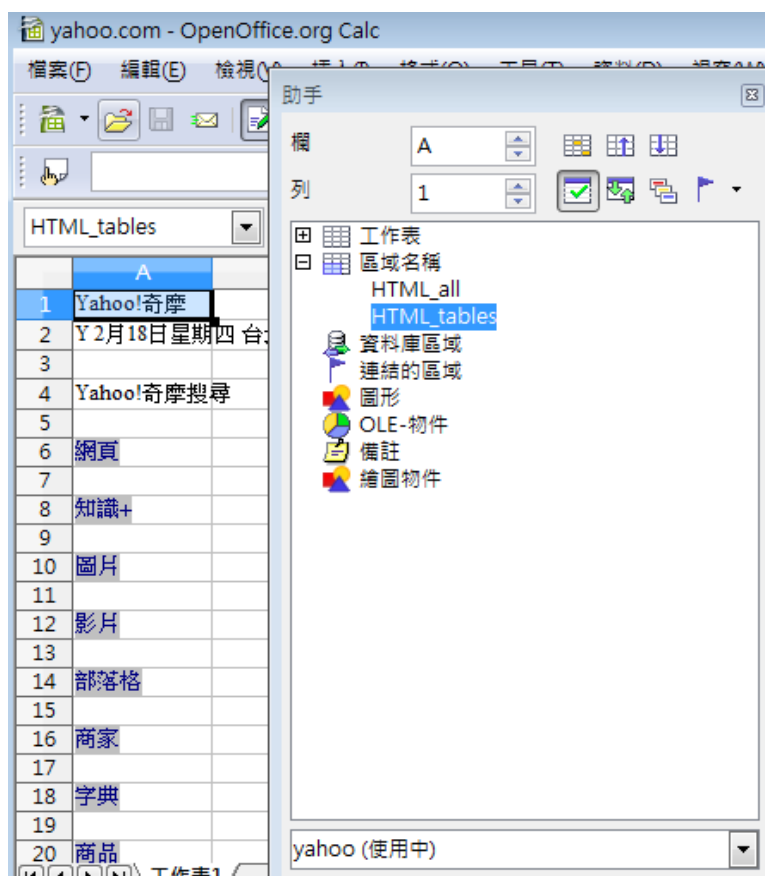 yahoo.com - OpenOffice.org Calc
檔案(F) 編輯(E) 檢視(V)
助手
欄 A
列 1
HTML_tables
工作表
區域名稱
HTML_all
HTML_tables
資料庫區域
連結的區域
圖形
OLE-物件
備註
繪圖物件
yahoo (使用中)
A
1 Yahoo!奇摩
2 Y 2月18日星期四 台
3
4 Yahoo!奇摩搜尋
5
6 網頁
7
8 知識+
9
10 圖片
11
12 影片
13
14 部落格
15
16 商家
17
18 字典
19
20 商品
工作表1